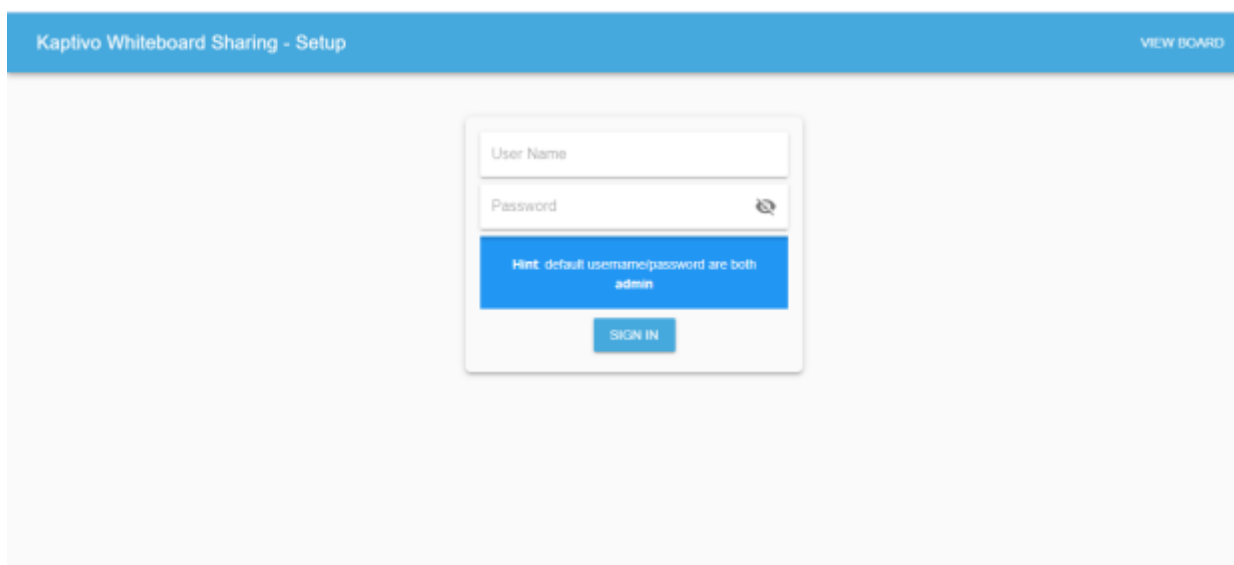 Kaptivo Whiteboard Sharing - Setup
VIEW BOARD
User Name
Password
Hint: default username/password are both
admin
SIGN IN